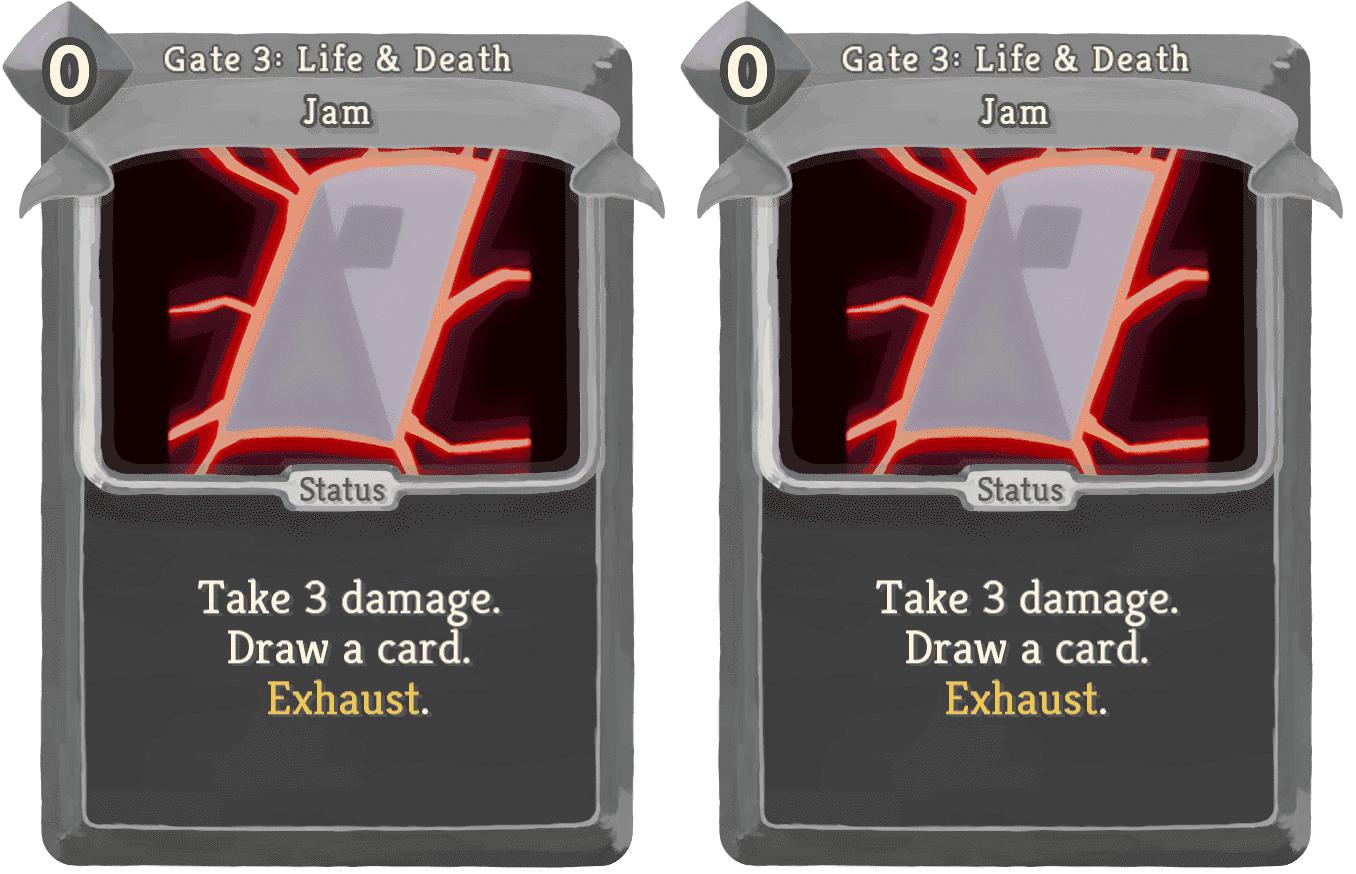 0
Gate 3: Life & Death
Jam
Status
Take 3 damage.
Draw a card.
Exhaust.
0
Gate 3: Life & Death
Jam
Status
Take 3 damage.
Draw a card.
Exhaust.